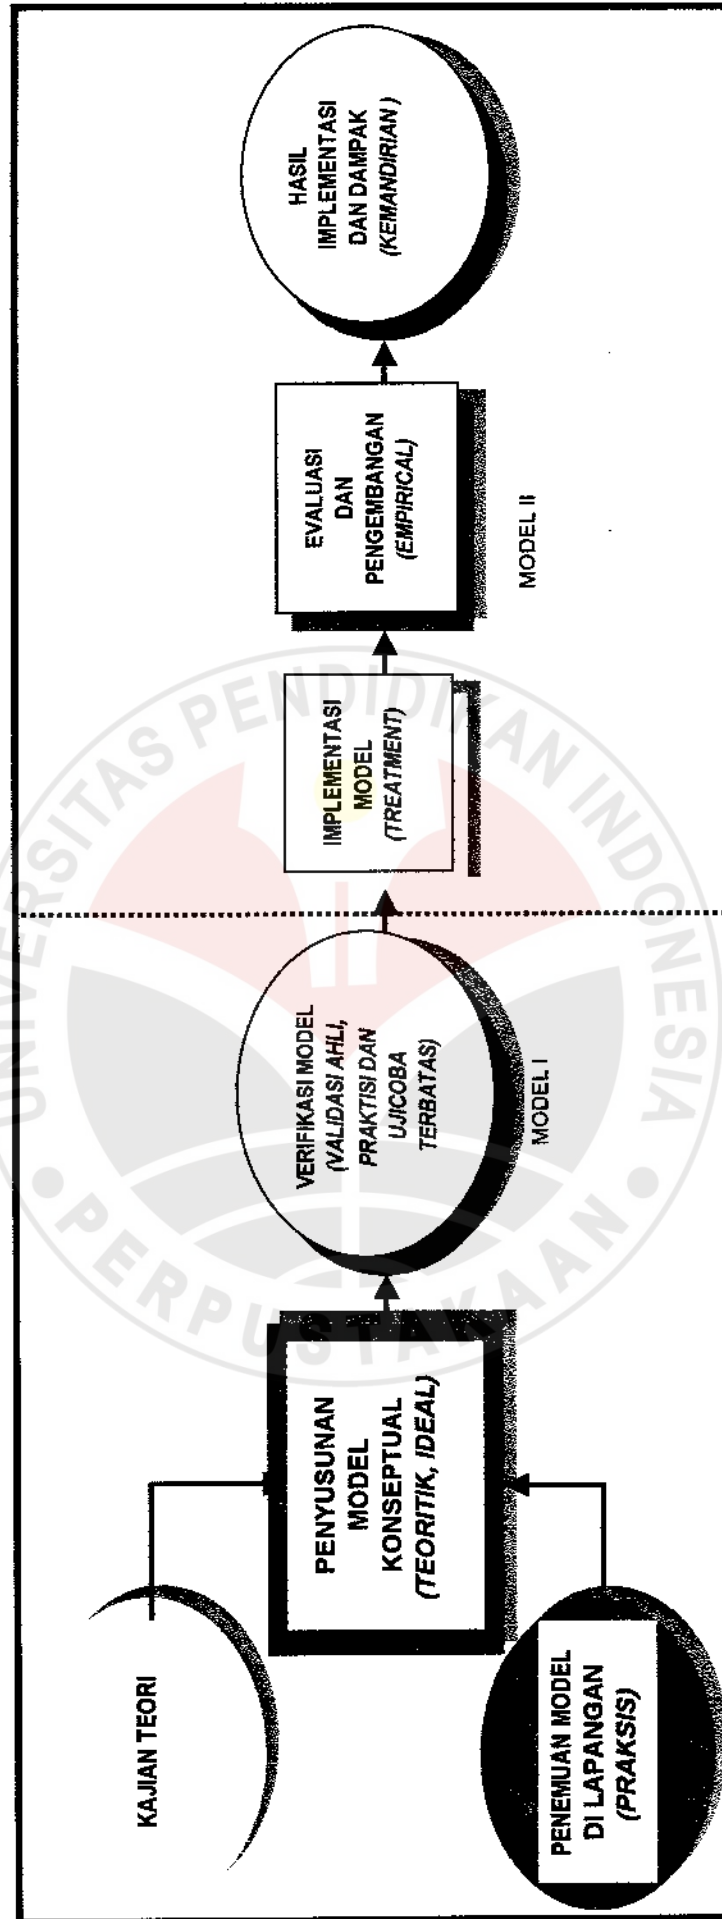 KAJIAN TEORI
PENEMUAN MODEL
DI LAPANGAN
(PRAKSIS)
PENYUSUNAN
MODEL
KONSEPTUAL
(TEORITIK, IDEAL)
VERIFIKASI MODEL
(VALIDASI AHLI,
PRAKTISI DAN
UJICOBA
TERBATAS)
MODEL I
IMPLEMENTASI
MODEL
(TREATMENT)
EVALUASI
DAN
PENGEMBANGAN
(EMPIRICAL)
MODEL II
HASIL
IMPLEMENTASI
DAN DAMPAK
(KEMANDIRIAN )
UNIVERSITAS PENDIDIKAN INDONESIA
PERPUSTAKAAN